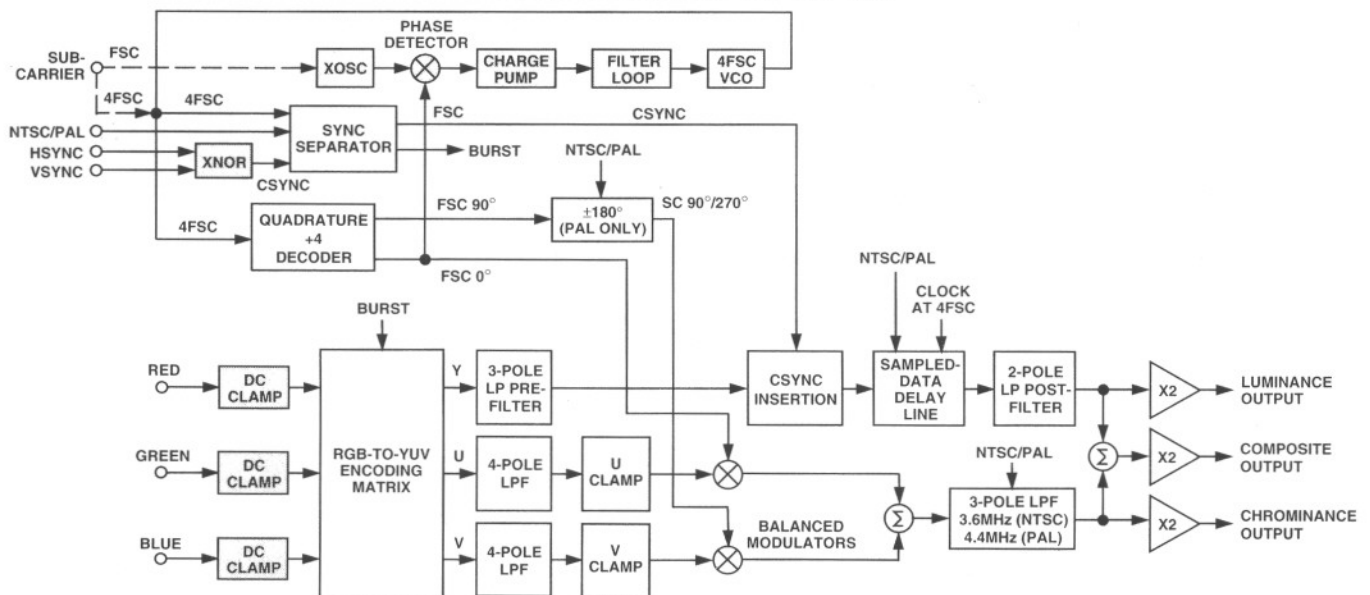 PHASE
DETECTOR
SUB-
CARRIER
FSC
XOSC
CHARGE
PUMP
FILTER
LOOP
4FSC
VCO
4FSC
4FSC
FSC
CSYNC
NTSC/PAL
HSYNC
VSYNC
XNOR
CSYNC
SYNC
SEPARATOR
BURST
NTSC/PAL
4FSC
QUADRATURE
+4
DECODER
FSC 90°
±180°
(PAL ONLY)
SC 90°/270°
FSC 0°
NTSC/PAL
CLOCK
AT 4FSC
BURST
RED
DC
CLAMP
RGB-TO-YUV
ENCODING
MATRIX
Y
3-POLE
LP PRE-
FILTER
CSYNC
INSERTION
SAMPLED-
DATA
DELAY
LINE
2-POLE
LP POST-
FILTER
X2
LUMINANCE
OUTPUT
GREEN
DC
CLAMP
U
4-POLE
LPF
U
CLAMP
NTSC/PAL
Σ
X2
COMPOSITE
OUTPUT
BLUE
DC
CLAMP
V
4-POLE
LPF
V
CLAMP
BALANCED
MODULATORS
Σ
3-POLE LPF
3.6MHz (NTSC)
4.4MHz (PAL)
X2
CHROMINANCE
OUTPUT